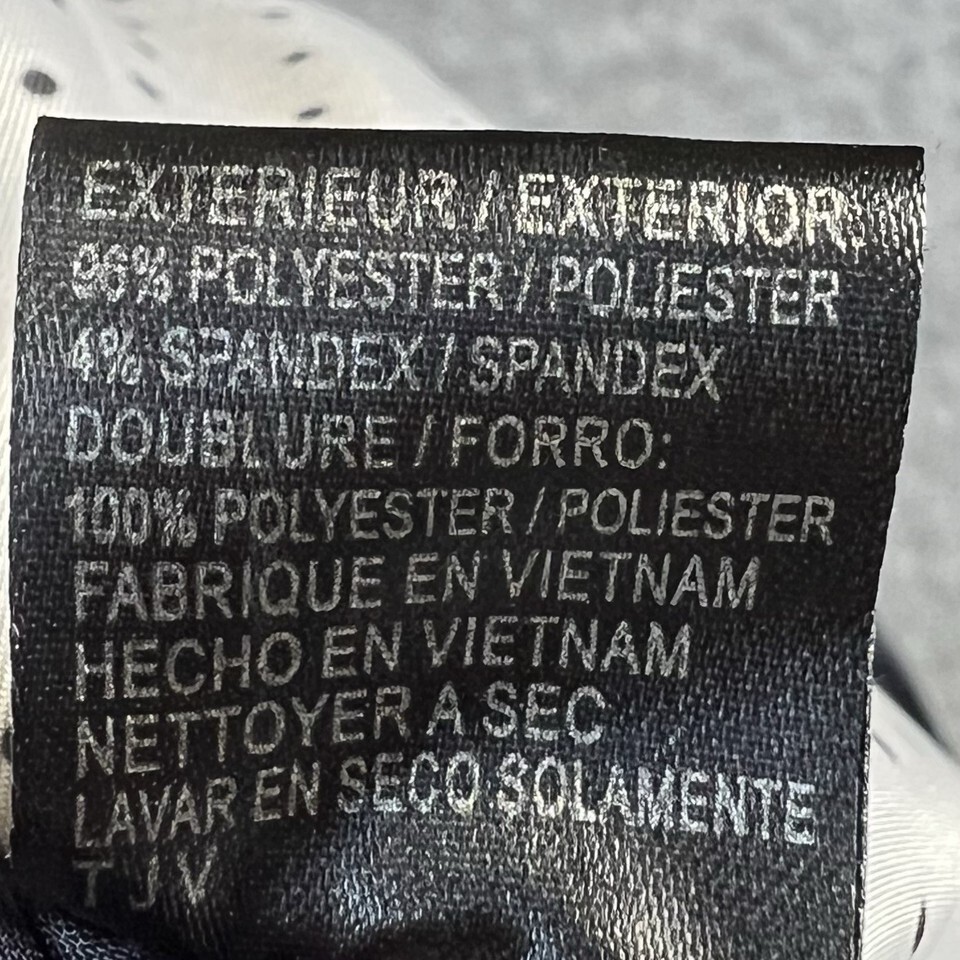 EXTERIEUR / EXTERIOR:
96% POLYESTER / POLIESTER
4% SPANDEX / SPANDEX
DOUBLURE / FORRO:
100% POLYESTER / POLIESTER
FABRIQUE EN VIETNAM
HECHO EN VIETNAM
NETTOYER A SEC
LAVAR EN SECO SOLAMENTE
T J V